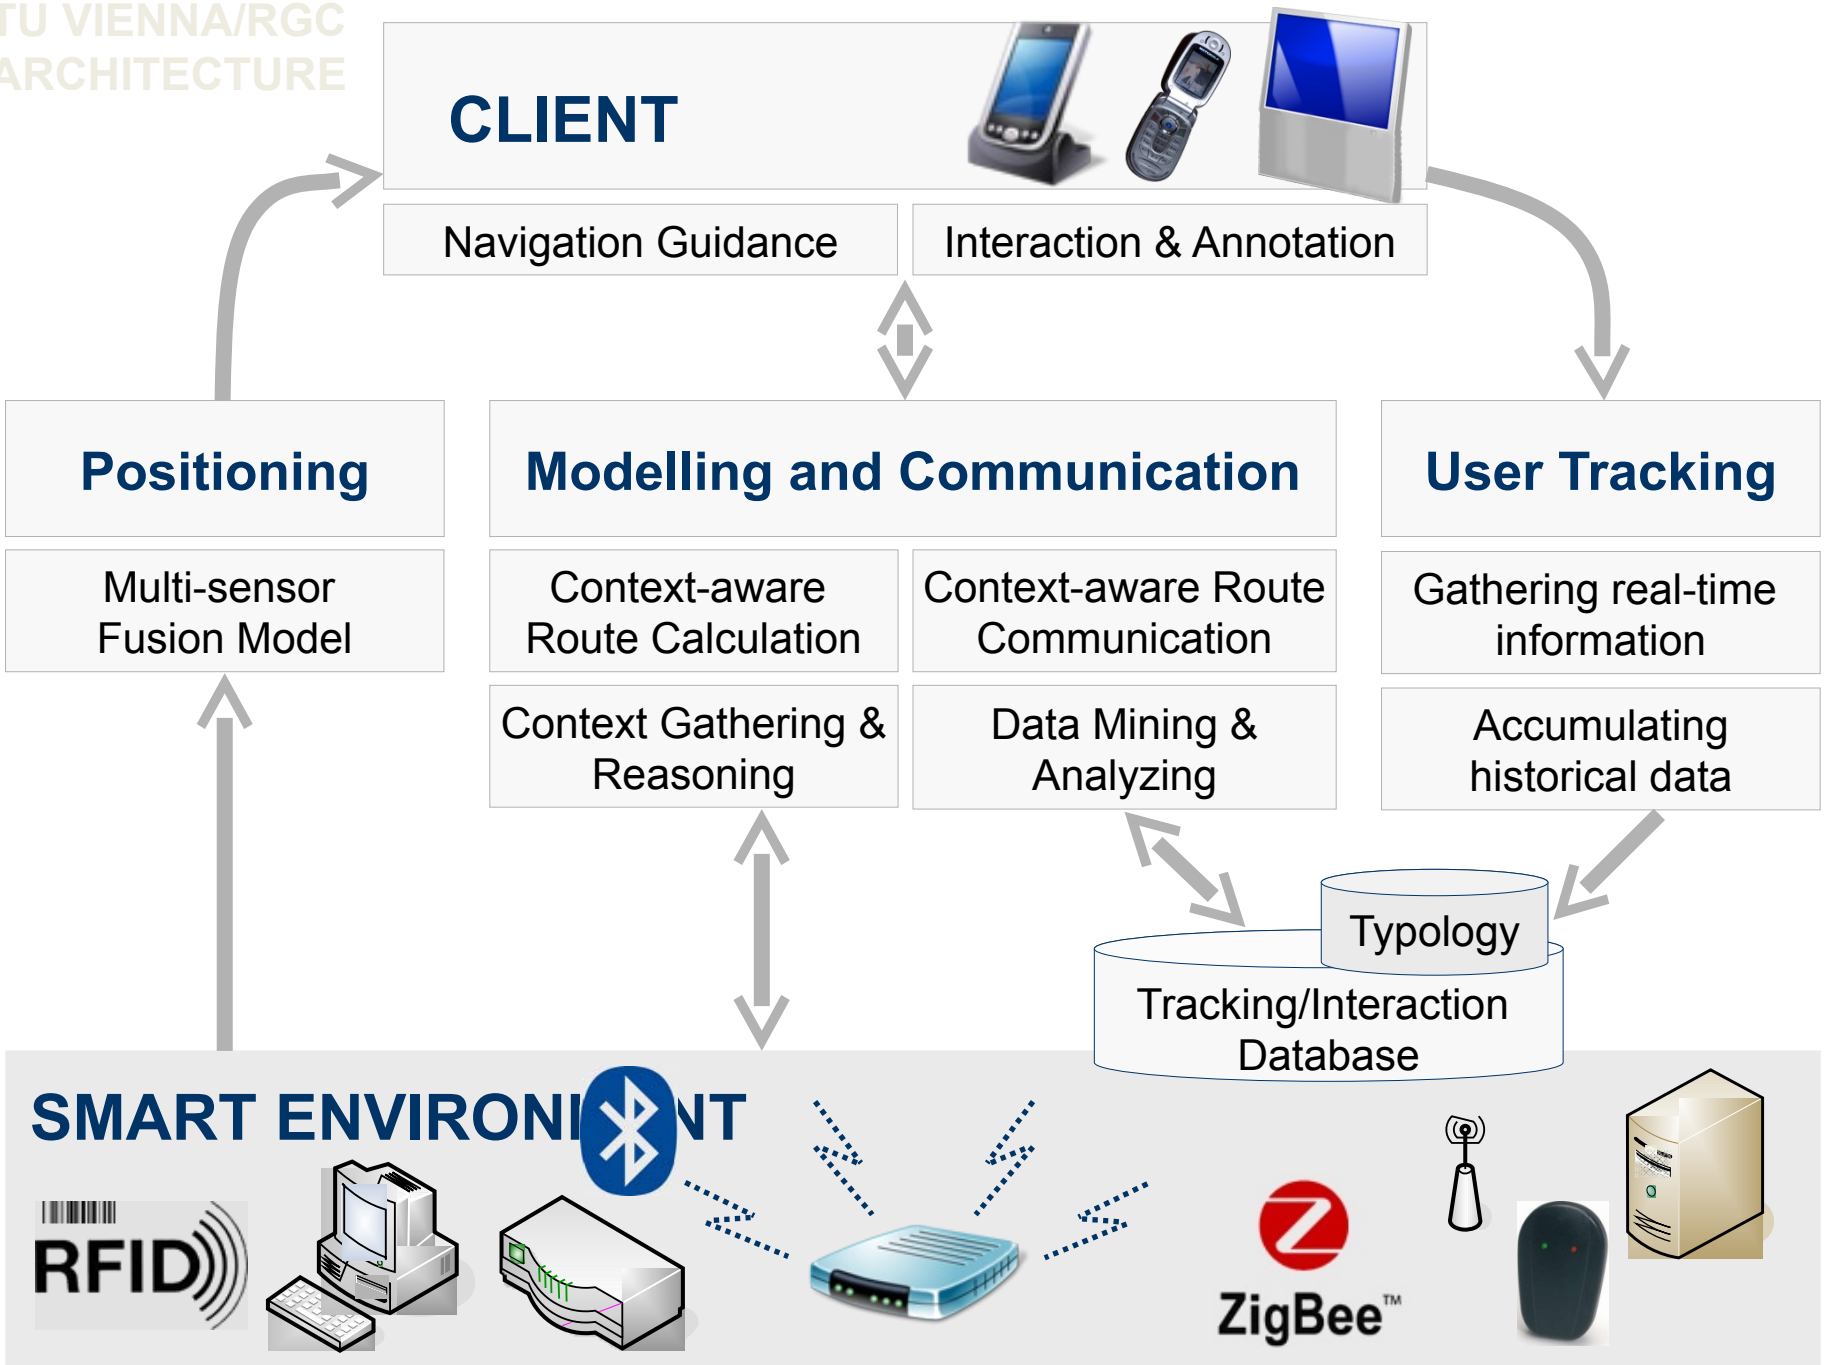 TU VIENNA/RGC
ARCHITECTURE
CLIENT
Navigation Guidance
Interaction & Annotation
Positioning
Modelling and Communication
User Tracking
Multi-sensor
Fusion Model
Context-aware
Route Calculation
Context-aware Route
Communication
Gathering real-time
information
Context Gathering &
Reasoning
Data Mining &
Analyzing
Accumulating
historical data
Typology
Tracking/Interaction
Database
SMART ENVIRONMENT
RFID
ZigBee™